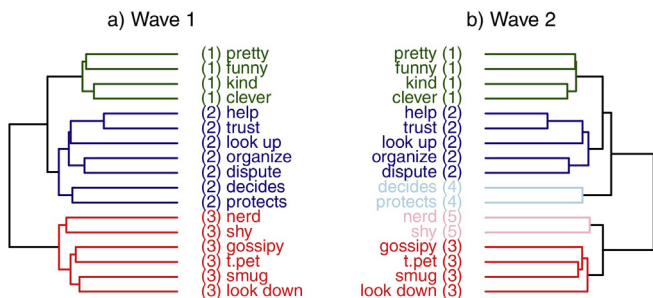 a) Wave 1 b) Wave 2
(1) pretty pretty (1)
(1) funny funny (1)
(1) kind kind (1)
(1) clever clever (1)
(2) help help (2)
(2) trust trust (2)
(2) look up look up (2)
(2) organize organize (2)
(2) dispute dispute (2)
(2) decides decides (4)
(2) protects protects (4)
(3) nerd nerd (5)
(3) shy shy (5)
(3) gossipy gossipy (3)
(3) t.pet t.pet (3)
(3) smug smug (3)
(3) look down look down (3)